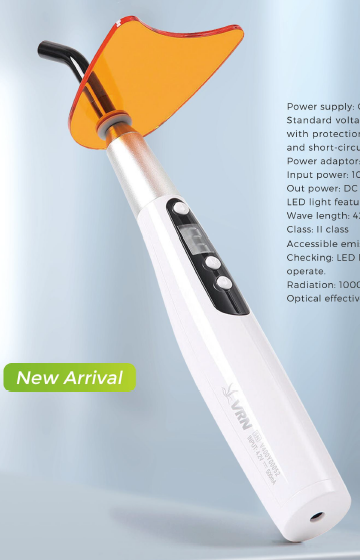 Power supply:
Standard volta
with protection
and short-circu
Power adaptor:
Input power: 10
Out power: DC
LED light featu
Wave length: 4
Class: II class
Accessible emi
Checking: LED
operate.
Radiation: 1000
Optical effectiv
New Arrival
VRN